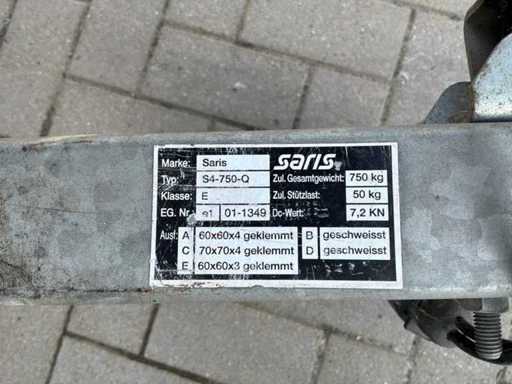 Marke: Saris saris
Typ: S4-750-Q Zul. Gesamtgewicht: 750 kg
Klasse: E Zul. Stützlast: 50 kg
EG. Nr. e1 01-1349 Dc-Wert: 7,2 KN
Ausf: A 60x60x4 geklemmt B geschweisst
C 70x70x4 geklemmt D geschweisst
E 60x60x3 geklemmt